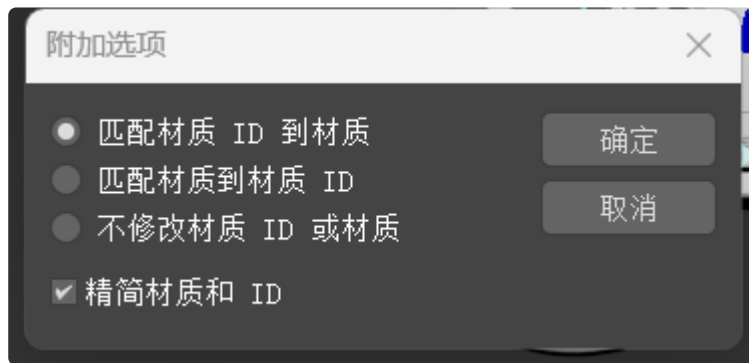 附加选项
匹配材质 ID 到材质
匹配材质到材质 ID
不修改材质 ID 或材质
精简材质和 ID
确定
取消